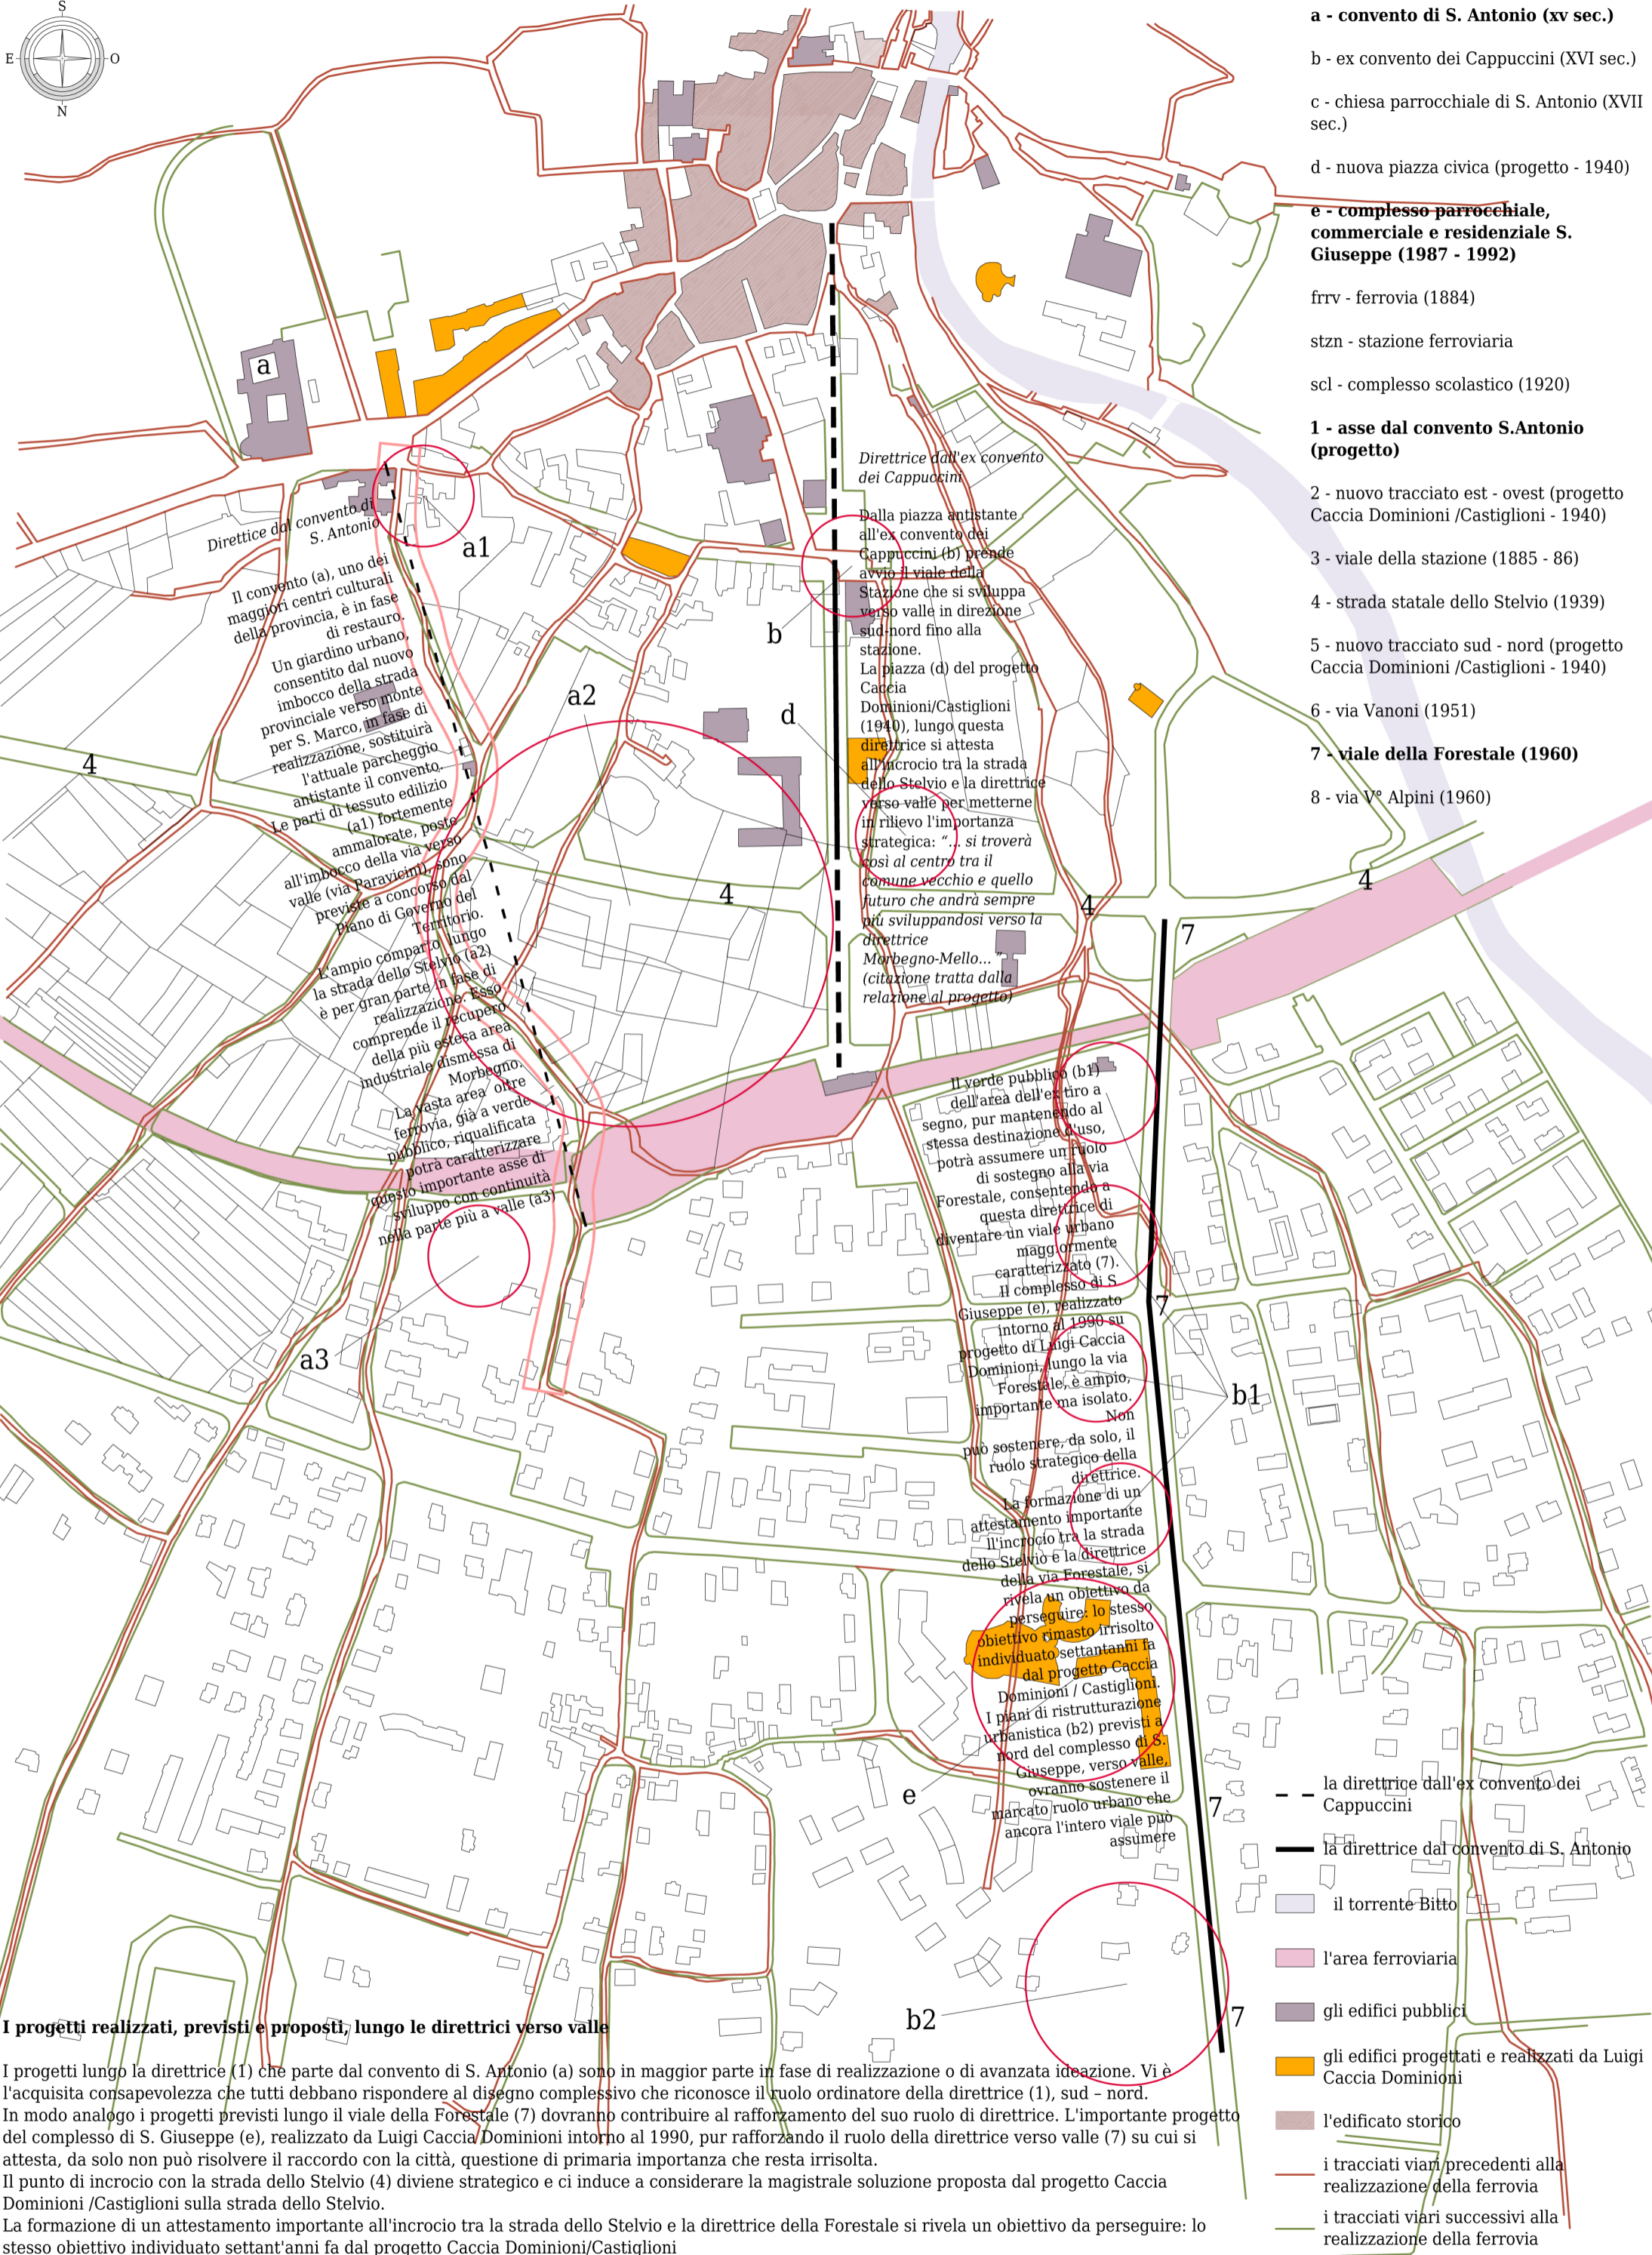 S
E
O
N
a - convento di S. Antonio (xv sec.)
b - ex convento dei Cappuccini (XVI sec.)
c - chiesa parrocchiale di S. Antonio (XVII
sec.)
d - nuova piazza civica (progetto - 1940)
e - complesso parrocchiale,
commerciale e residenziale S.
Giuseppe (1987 - 1992)
frrv - ferrovia (1884)
stzn - stazione ferroviaria
scl - complesso scolastico (1920)
1 - asse dal convento S.Antonio
(progetto)
2 - nuovo tracciato est - ovest (progetto
Caccia Dominioni /Castiglioni - 1940)
3 - viale della stazione (1885 - 86)
4 - strada statale dello Stelvio (1939)
5 - nuovo tracciato sud - nord (progetto
Caccia Dominioni /Castiglioni - 1940)
6 - via Vanoni (1951)
7 - viale della Forestale (1960)
8 - via V° Alpini (1960)
a
Direttice dal convento di
S. Antonio
Il convento (a), uno dei
maggiori centri culturali
della provincia, è in fase
di restauro.
Un giardino urbano,
consentito dal nuovo
imbocco della strada
provinciale verso monte
per S. Marco, in fase di
realizzazione, sostituirà
l'attuale parcheggio
antistante il convento.
Le parti di tessuto edilizio
(a1) fortemente
ammalorate, poste
all'imbocco della via verso
valle (via Paravicini), sono
previste a concorso dal
Piano di Governo del
Territorio.
L'ampio comparto lungo
la strada dello Stelvio (a2)
è per gran parte in fase di
realizzazione. Esso
comprende il recupero
della più estesa area
industriale dismessa di
Morbegno.
La vasta area oltre
ferrovia, già a verde
pubblico, riqualificata
potrà caratterizzare
questo importante asse di
sviluppo con continuità
nella parte più a valle (a3)
a1
a2
a3
b
d
4
4
4
4
Direttrice dall'ex convento
dei Cappuccini
Dalla piazza antistante
all'ex convento dei
Cappuccini (b) prende
avvio il viale della
Stazione che si sviluppa
verso valle in direzione
sud-nord fino alla
stazione.
La piazza (d) del progetto
Caccia
Dominioni/Castiglioni
(1940), lungo questa
direttrice si attesta
all'incrocio tra la strada
dello Stelvio e la direttrice
verso valle per metterne
in rilievo l'importanza
strategica: “... si troverà
così al centro tra il
comune vecchio e quello
futuro che andrà sempre
più sviluppandosi verso la
direttrice
Morbegno-Mello... ”
(citazione tratta dalla
relazione al progetto)
7
Il verde pubblico (b1)
dell'area dell'ex tiro a
segno, pur mantenendo al
stessa destinazione d'uso,
potrà assumere un ruolo
di sostegno alla via
Forestale, consentendo a
questa direttrice di
diventare un viale urbano
maggiormente
caratterizzato (7).
Il complesso di S.
Giuseppe (e), realizzato
intorno al 1990 su
progetto di Luigi Caccia
Dominioni, lungo la via
Forestale, è ampio,
importante ma isolato.
Non
può sostenere, da solo, il
ruolo strategico della
direttrice.
La formazione di un
attestamento importante
ll'incrocio tra la strada
dello Stelvio e la direttrice
della via Forestale, si
rivela un obiettivo da
perseguire: lo stesso
obiettivo rimasto irrisolto
individuato settantanni fa
dal progetto Caccia
Dominioni / Castiglioni.
I piani di ristrutturazione
urbanistica (b2) previsti a
nord del complesso di S.
Giuseppe, verso valle,
ovranno sostenere il
marcato ruolo urbano che
ancora l'intero viale può
assumere
7
b1
e
7
b2
7
la direttrice dall'ex convento dei
Cappuccini
la direttrice dal convento di S. Antonio
il torrente Bitto
l'area ferroviaria
gli edifici pubblici
gli edifici progettati e realizzati da Luigi
Caccia Dominioni
l'edificato storico
i tracciati viari precedenti alla
realizzazione della ferrovia
i tracciati viari successivi alla
realizzazione della ferrovia
I progetti realizzati, previsti e proposti, lungo le direttrici verso valle
I progetti lungo la direttrice (1) che parte dal convento di S. Antonio (a) sono in maggior parte in fase di realizzazione o di avanzata ideazione. Vi è
l'acquisita consapevolezza che tutti debbano rispondere al disegno complessivo che riconosce il ruolo ordinatore della direttrice (1), sud – nord.
In modo analogo i progetti previsti lungo il viale della Forestale (7) dovranno contribuire al rafforzamento del suo ruolo di direttrice. L'importante progetto
del complesso di S. Giuseppe (e), realizzato da Luigi Caccia Dominioni intorno al 1990, pur rafforzando il ruolo della direttrice verso valle (7) su cui si
attesta, da solo non può risolvere il raccordo con la città, questione di primaria importanza che resta irrisolta.
Il punto di incrocio con la strada dello Stelvio (4) diviene strategico e ci induce a considerare la magistrale soluzione proposta dal progetto Caccia
Dominioni /Castiglioni sulla strada dello Stelvio.
La formazione di un attestamento importante all'incrocio tra la strada dello Stelvio e la direttrice della Forestale si rivela un obiettivo da perseguire: lo
stesso obiettivo individuato settant'anni fa dal progetto Caccia Dominioni/Castiglioni